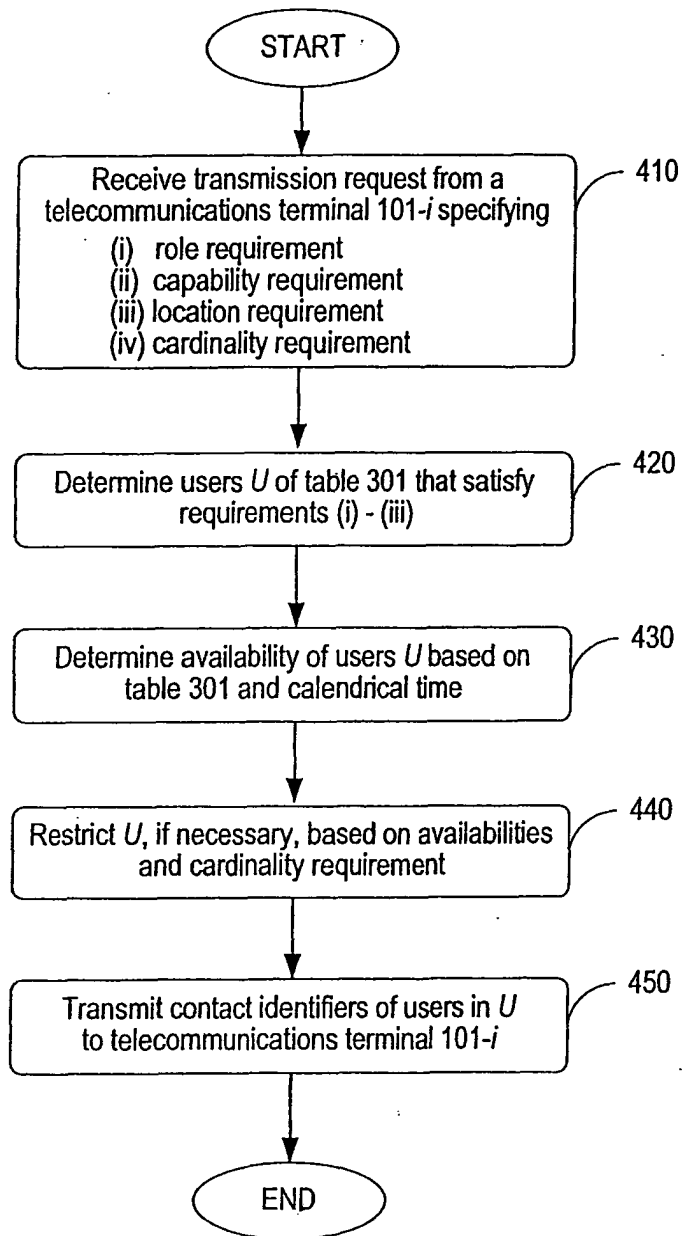 START
410
Receive transmission request from a
telecommunications terminal 101-i specifying
(i) role requirement
(ii) capability requirement
(iii) location requirement
(iv) cardinality requirement
420
Determine users U of table 301 that satisfy
requirements (i) - (iii)
430
Determine availability of users U based on
table 301 and calendrical time
440
Restrict U, if necessary, based on availabilities
and cardinality requirement
450
Transmit contact identifiers of users in U
to telecommunications terminal 101-i
END